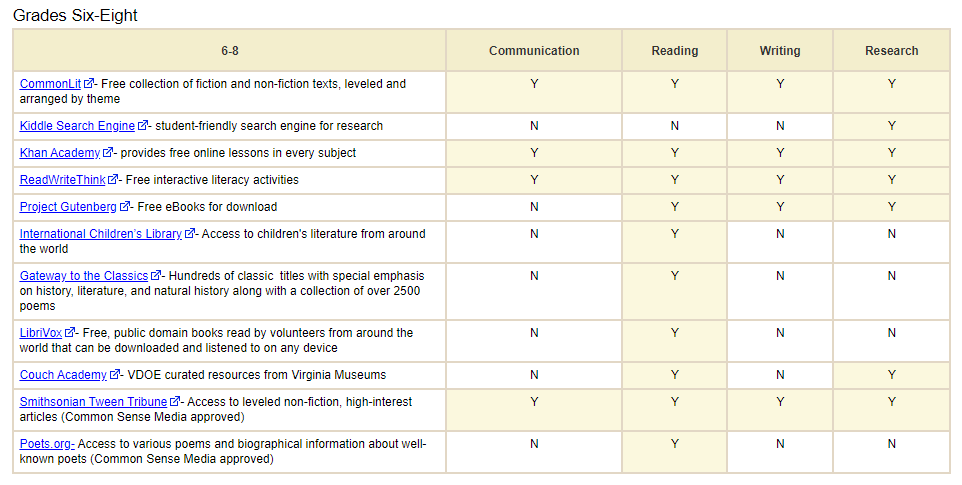 Grades Six-Eight
6-8 Communication Reading Writing Research
CommonLit - Free collection of fiction and non-fiction texts, leveled and
arranged by theme
Y Y Y Y
Kiddle Search Engine - student-friendly search engine for research N N N Y
Khan Academy - provides free online lessons in every subject Y Y Y Y
ReadWriteThink - Free interactive literacy activities Y Y Y Y
Project Gutenberg - Free eBooks for download N Y Y Y
International Children's Library - Access to children's literature from around
the world
N Y N N
Gateway to the Classics - Hundreds of classic titles with special emphasis
on history, literature, and natural history along with a collection of over 2500
poems
N Y N N
LibriVox - Free, public domain books read by volunteers from around the
world that can be downloaded and listened to on any device
N Y N N
Couch Academy - VDOE curated resources from Virginia Museums N Y N Y
Smithsonian Tween Tribune - Access to leveled non-fiction, high-interest
articles (Common Sense Media approved)
Y Y Y Y
Poets.org- Access to various poems and biographical information about well-
known poets (Common Sense Media approved)
N Y N N